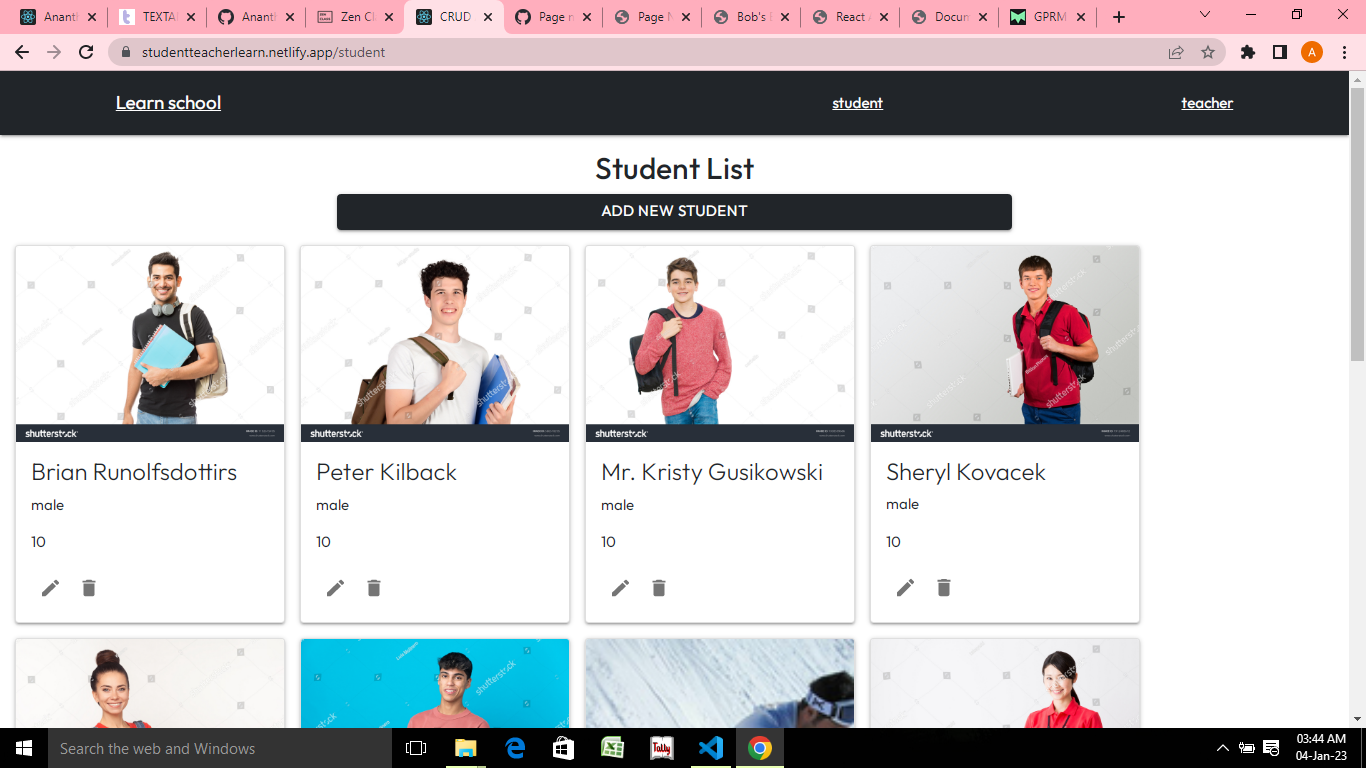 Ananth
TEXTA
Ananth
Zen Cl
CRUD
Page n
Page N
Bob's
React A
Docum
GPRM
studentteacherlearn.netlify.app/student
A
Learn school
student
teacher
Student List
ADD NEW STUDENT
shutterstock
shutterstock
shutterstock
shutterstock
Brian Runolfsdottirs
Peter Kilback
Mr. Kristy Gusikowski
Sheryl Kovacek
male
male
male
male
10
10
10
10
Search the web and Windows
Tally
03:44 AM
04-Jan-23